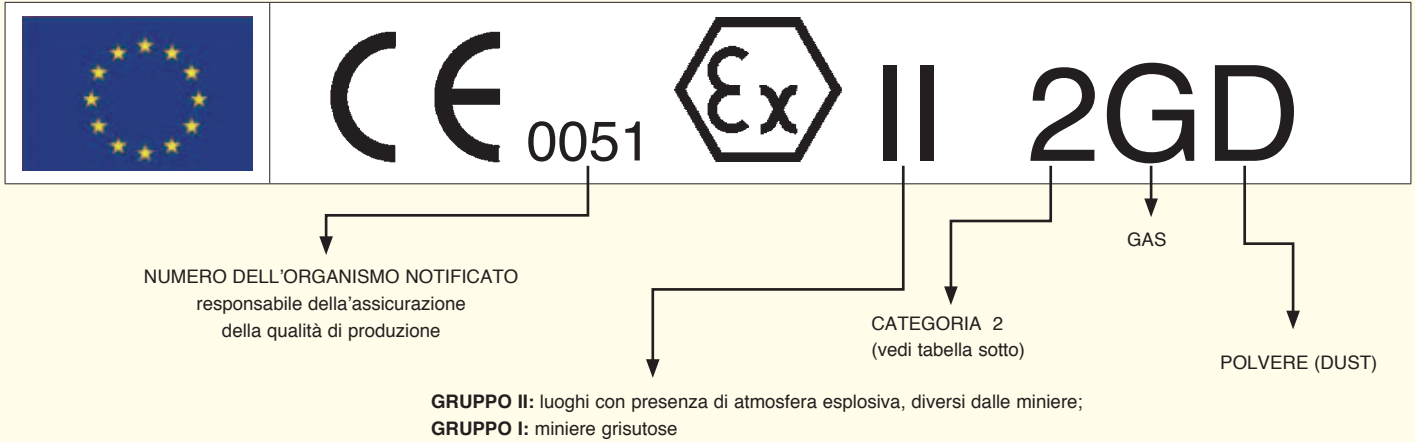 CE 0051 Ex II 2GD
GAS
NUMERO DELL'ORGANISMO NOTIFICATO
responsabile della'assicurazione
della qualità di produzione
CATEGORIA 2
(vedi tabella sotto)
POLVERE (DUST)
GRUPPO II: luoghi con presenza di atmosfera esplosiva, diversi dalle miniere;
GRUPPO I: miniere grisutose